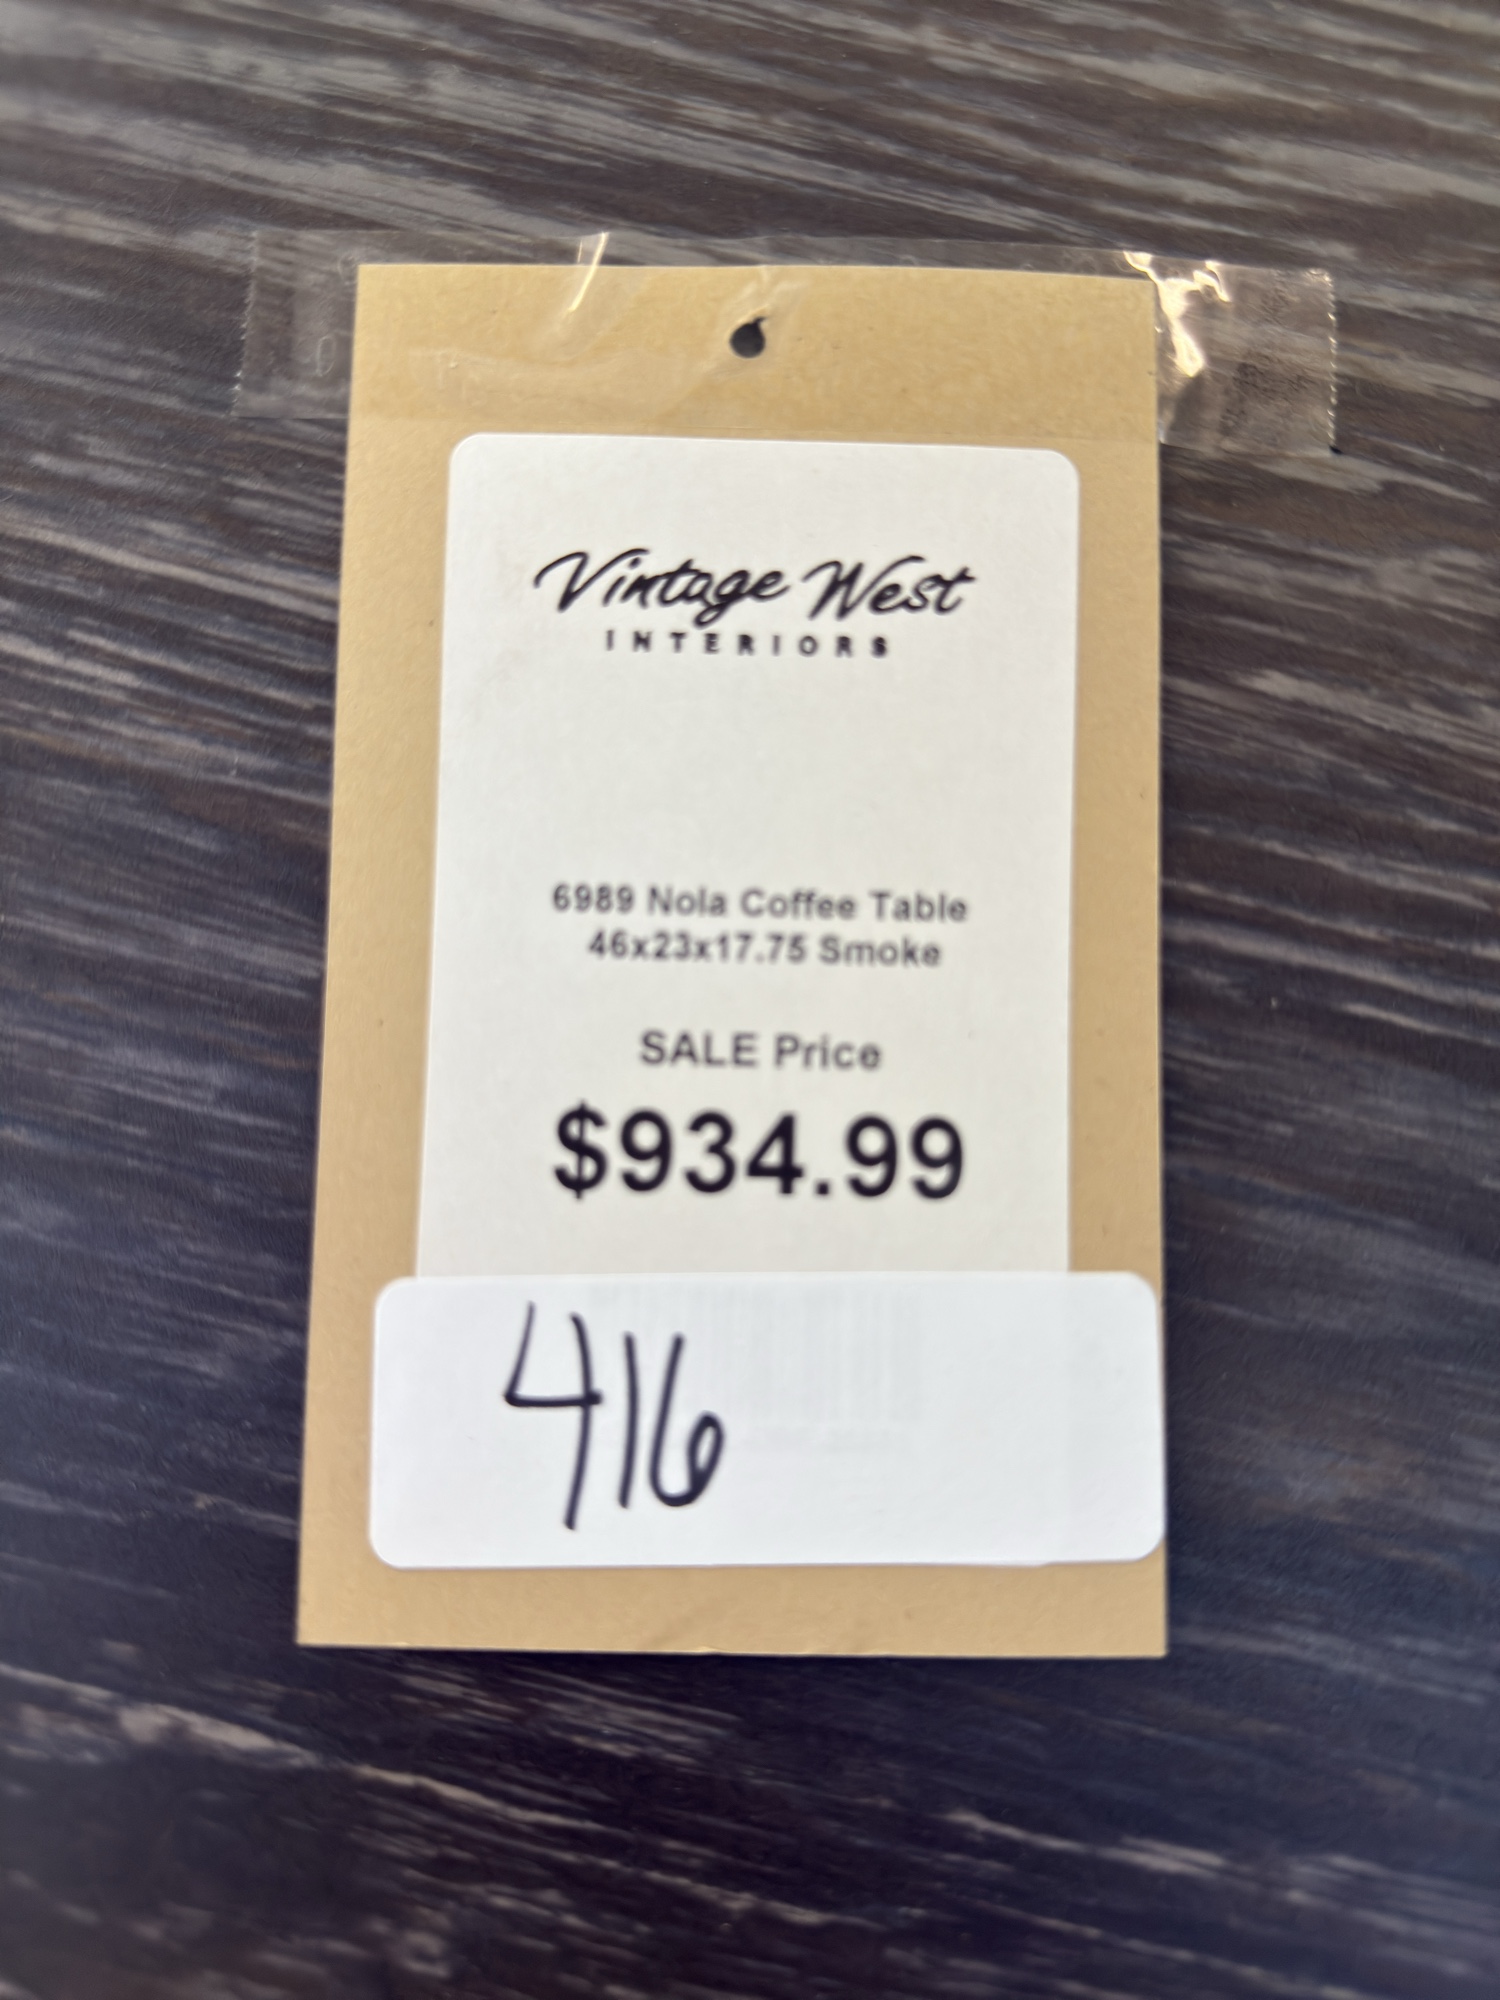 Vintage West
INTERIORS
6989 Nola Coffee Table
46x23x17.75 Smoke
SALE Price
$934.99
416